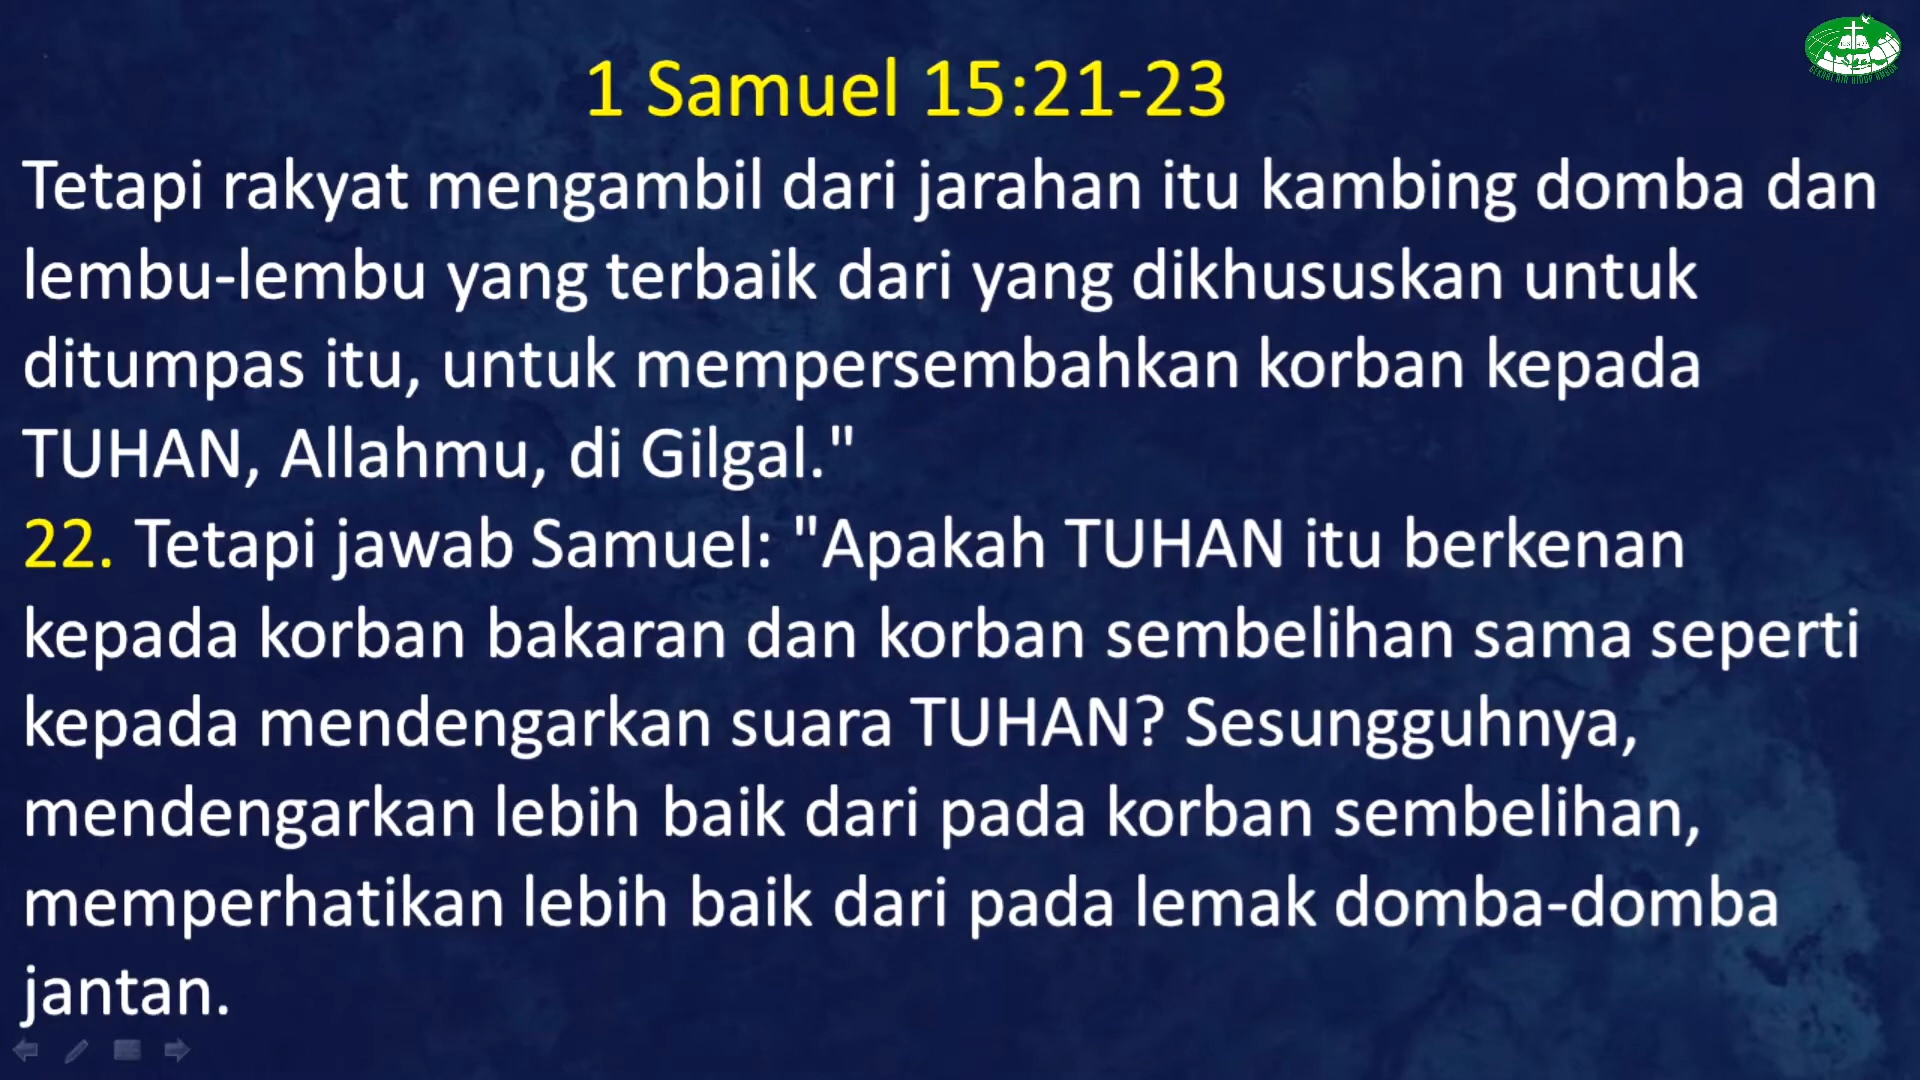 1 Samuel 15:21-23
Tetapi rakyat mengambil dari jarahan itu kambing domba dan
lembu-lembu yang terbaik dari yang dikhususkan untuk
ditumpas itu, untuk mempersembahkan korban kepada
TUHAN, Allahmu, di Gilgal."
22. Tetapi jawab Samuel: "Apakah TUHAN itu berkenan
kepada korban bakaran dan korban sembelihan sama seperti
kepada mendengarkan suara TUHAN? Sesungguhnya,
mendengarkan lebih baik dari pada korban sembelihan,
memperhatikan lebih baik dari pada lemak domba-domba
jantan.